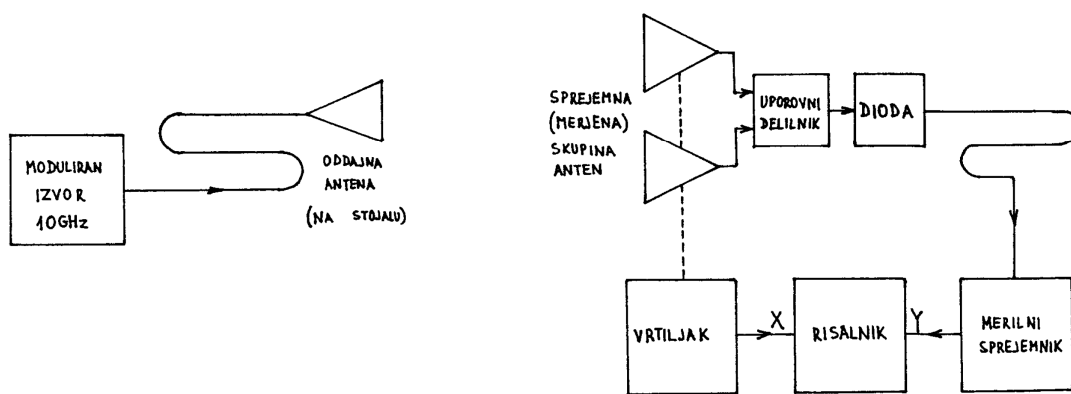 MODULIRAN
IZVOR
10GHz
ODDAJNA
ANTENA
(NA STOJALU)
SPREJEMNA
(MERJENA)
SKUPINA
ANTEN
UPOROVNI
DELILNIK
DIODA
VRTILJAK
X
RISALNIK
Y
MERILNI
SPREJEMNIK